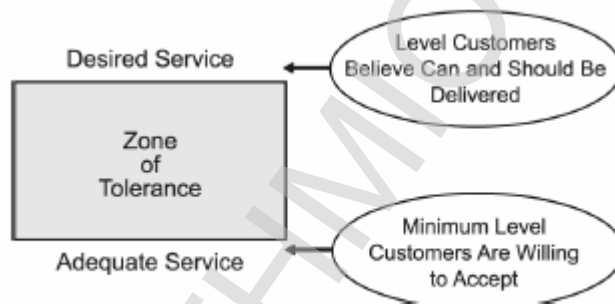 Desired Service
Level Customers
Believe Can and Should Be
Delivered
Zone
of
Tolerance
Adequate Service
Minimum Level
Customers Are Willing
to Accept